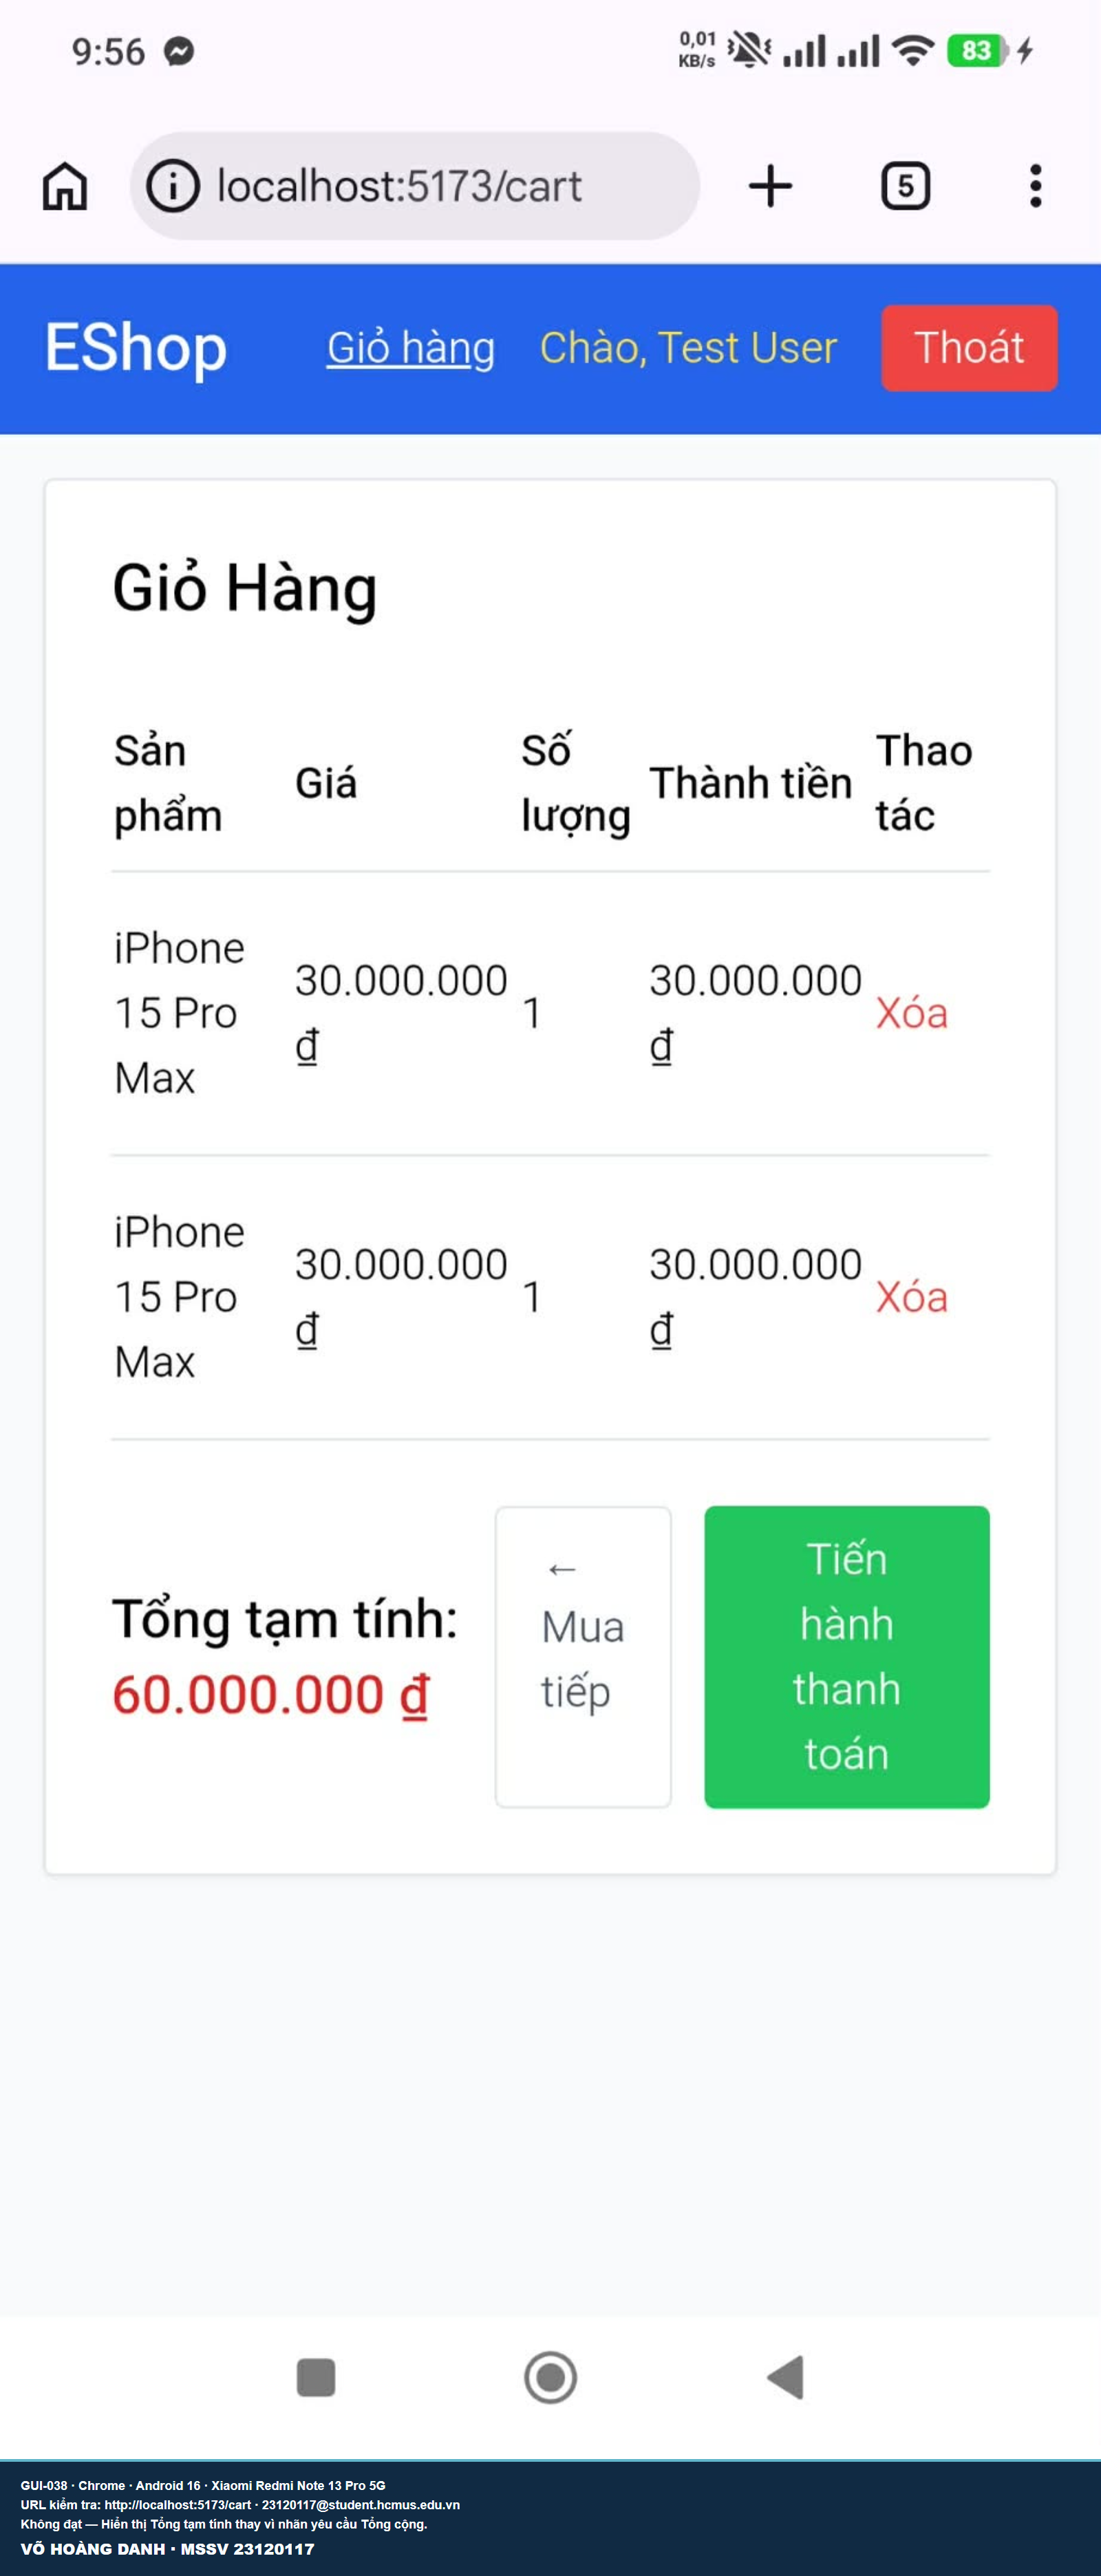 9:56
0,01
KB/s
83
localhost:5173/cart
5
EShop
Giỏ hàng
Chào, Test User
Thoát
Giỏ Hàng
Sản
phẩm
Giá
Số
lượng
Thành tiền
Thao
tác
iPhone
15 Pro
Max
30.000.000
₫
1
30.000.000
₫
Xóa
iPhone
15 Pro
Max
30.000.000
₫
1
30.000.000
₫
Xóa
Tổng tạm tính:
60.000.000 ₫
←
Mua
tiếp
Tiến
hành
thanh
toán
GUI-038 · Chrome · Android 16 · Xiaomi Redmi Note 13 Pro 5G
URL kiểm tra: http://localhost:5173/cart · 23120117@student.hcmus.edu.vn
Không đạt — Hiển thị Tổng tạm tính thay vì nhãn yêu cầu Tổng cộng.
VÕ HOÀNG DANH · MSSV 23120117